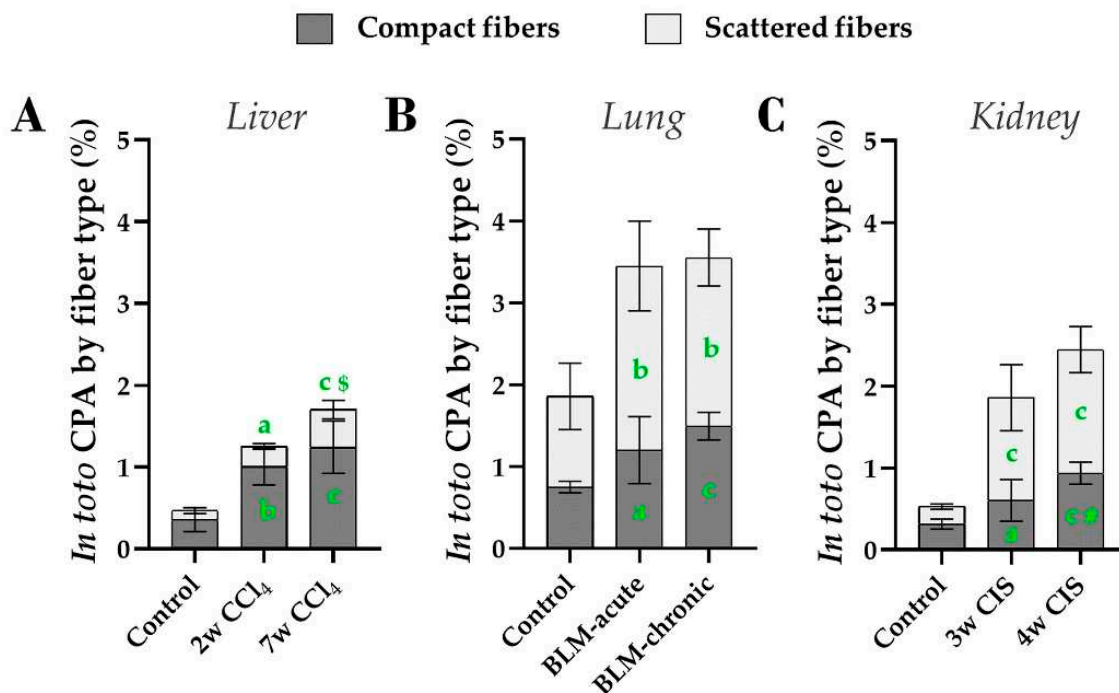 Compact fibers
Scattered fibers
A
Liver
In toto CPA by fiber type (%)
5
4
3
2
1
0
a
b
c $
c
Control
2w CCl₄
7w CCl₄
B
Lung
In toto CPA by fiber type (%)
5
4
3
2
1
0
b
a
b
c
Control
BLM-acute
BLM-chronic
C
Kidney
In toto CPA by fiber type (%)
5
4
3
2
1
0
c
a
c
c #
Control
3w CIS
4w CIS